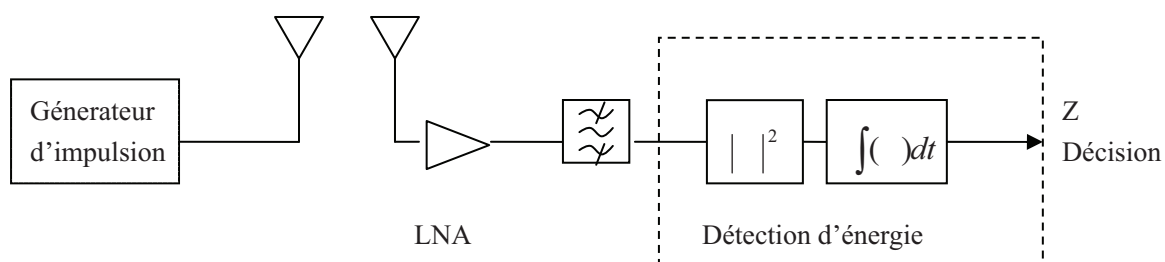 Génerateur
d’impulsion
| |²
∫( )dt
Z
Décision
LNA
Détection d’énergie